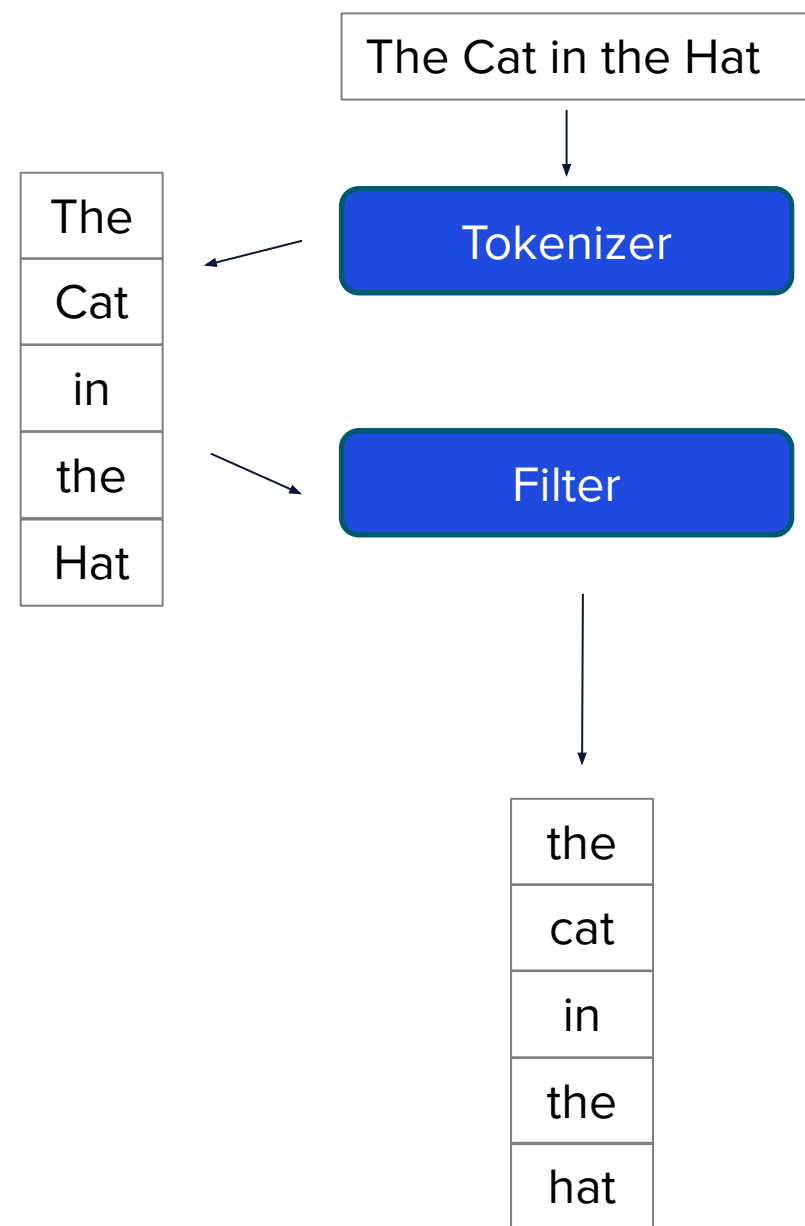 The Cat in the Hat
Tokenizer
The
Cat
in
the
Hat
Filter
the
cat
in
the
hat